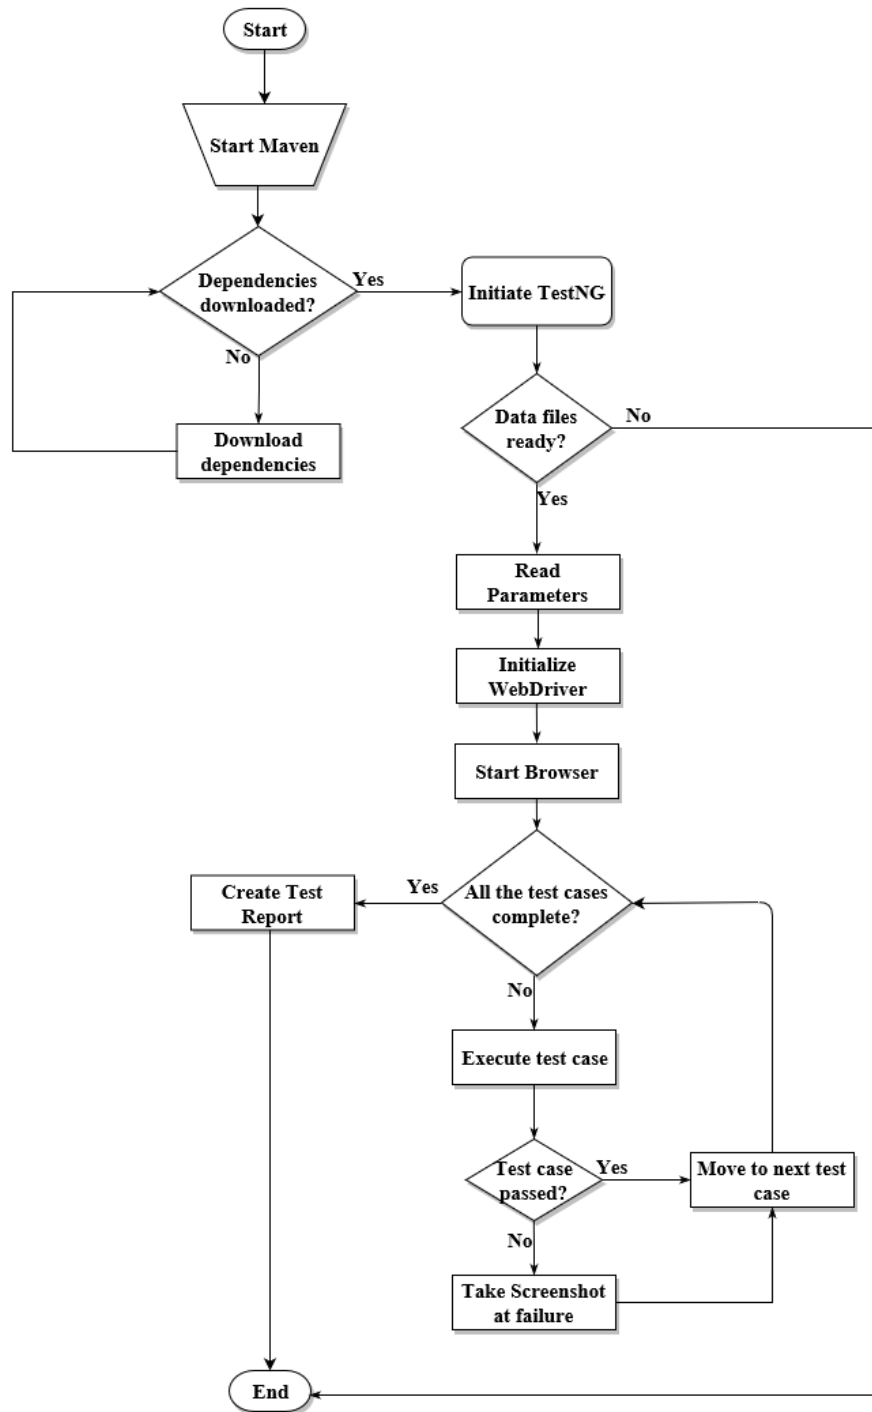 Start
Start Maven
Dependencies
downloaded?
Yes
Initiate TestNG
No
Download
dependencies
Data files
ready?
No
Yes
Read
Parameters
Initialize
WebDriver
Start Browser
All the test cases
complete?
Yes
Create Test
Report
No
Execute test case
Test case
passed?
Yes
Move to next test
case
No
Take Screenshot
at failure
End